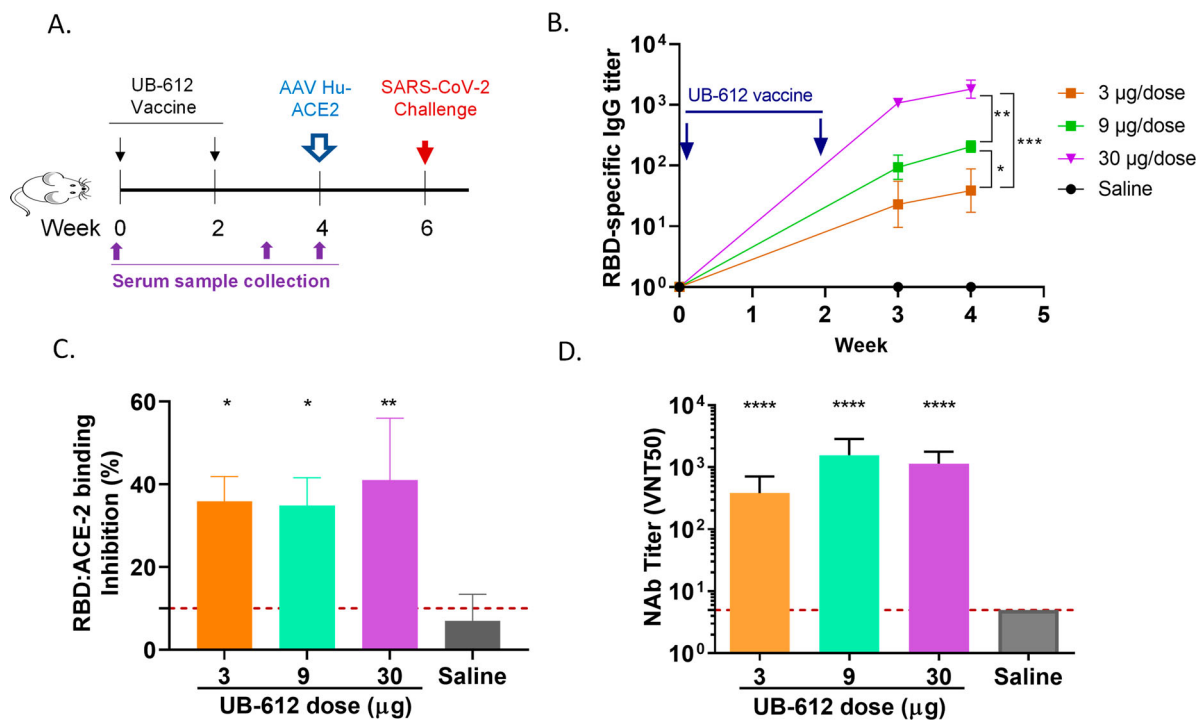 A.
UB-612
Vaccine
AAV Hu-
ACE2
SARS-CoV-2
Challenge
Week 0 2 4 6
Serum sample collection
B.
RBD-specific IgG titer
10⁴
10³
10²
10¹
10⁰
UB-612 vaccine
**
***
*
0 1 2 3 4 5
Week
3 µg/dose
9 µg/dose
30 µg/dose
Saline
C.
RBD:ACE-2 binding
Inhibition (%)
60
40
20
0
* * **
3 9 30 Saline
UB-612 dose (µg)
D.
NAb Titer (VNT50)
10⁴
10³
10²
10¹
10⁰
**** **** ****
3 9 30 Saline
UB-612 dose (µg)